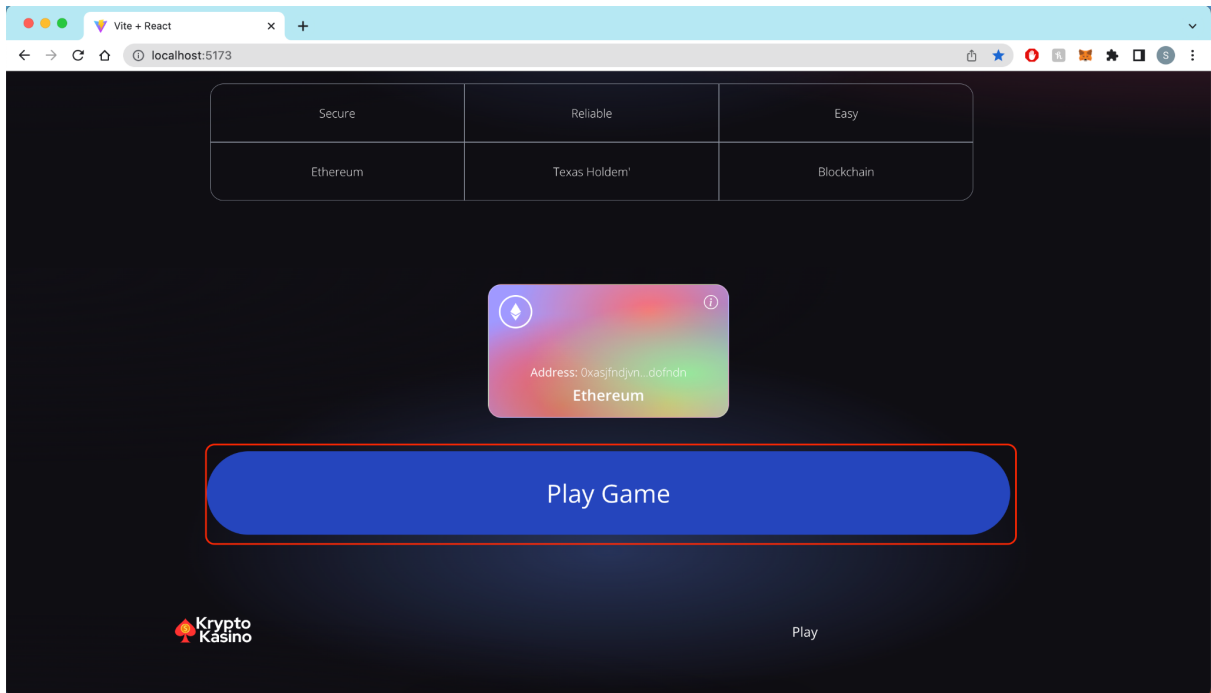 Vite + React
localhost:5173
S
Secure Reliable Easy
Ethereum Texas Holdem' Blockchain
i
Address: 0xasjfndjvn...dofndn
Ethereum
Play Game
Krypto
Kasino
Play